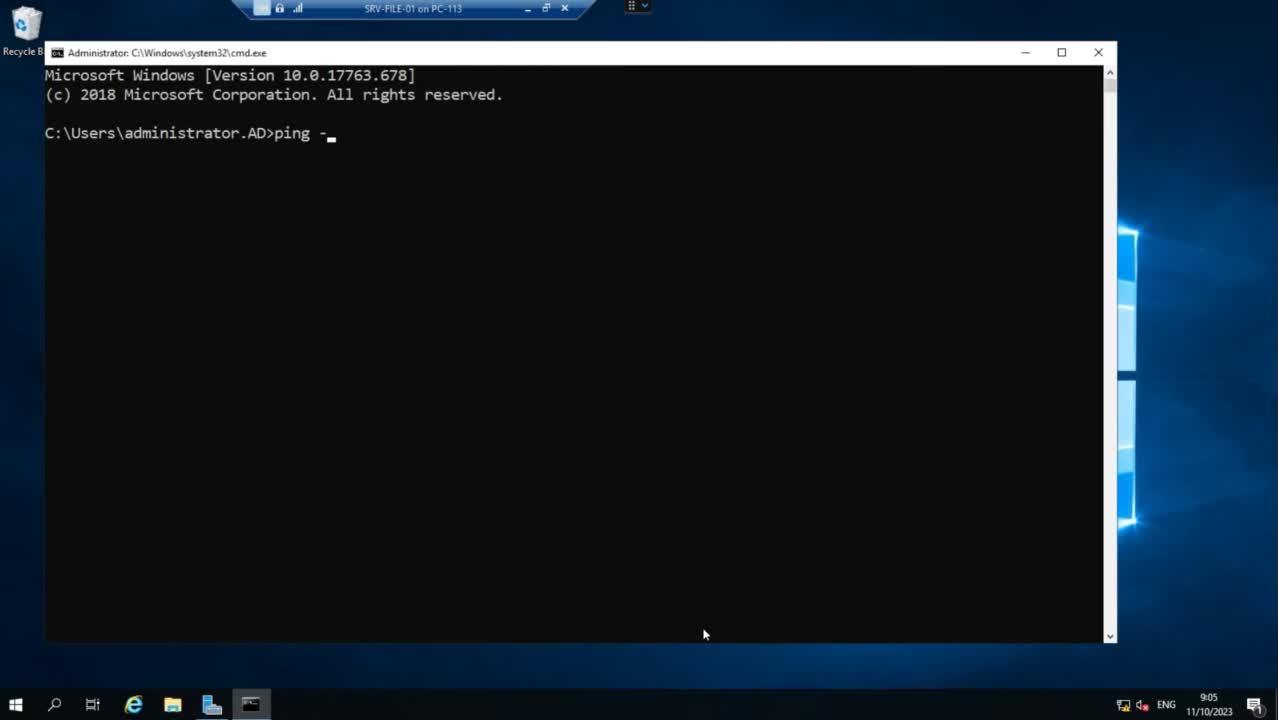 SRV-FILE-01 on PC-113
Recycle B
Administrator: C:\Windows\system32\cmd.exe
Microsoft Windows [Version 10.0.17763.678]
(c) 2018 Microsoft Corporation. All rights reserved.
C:\Users\administrator.AD>ping -_
ENG
9:05
11/10/2023
1